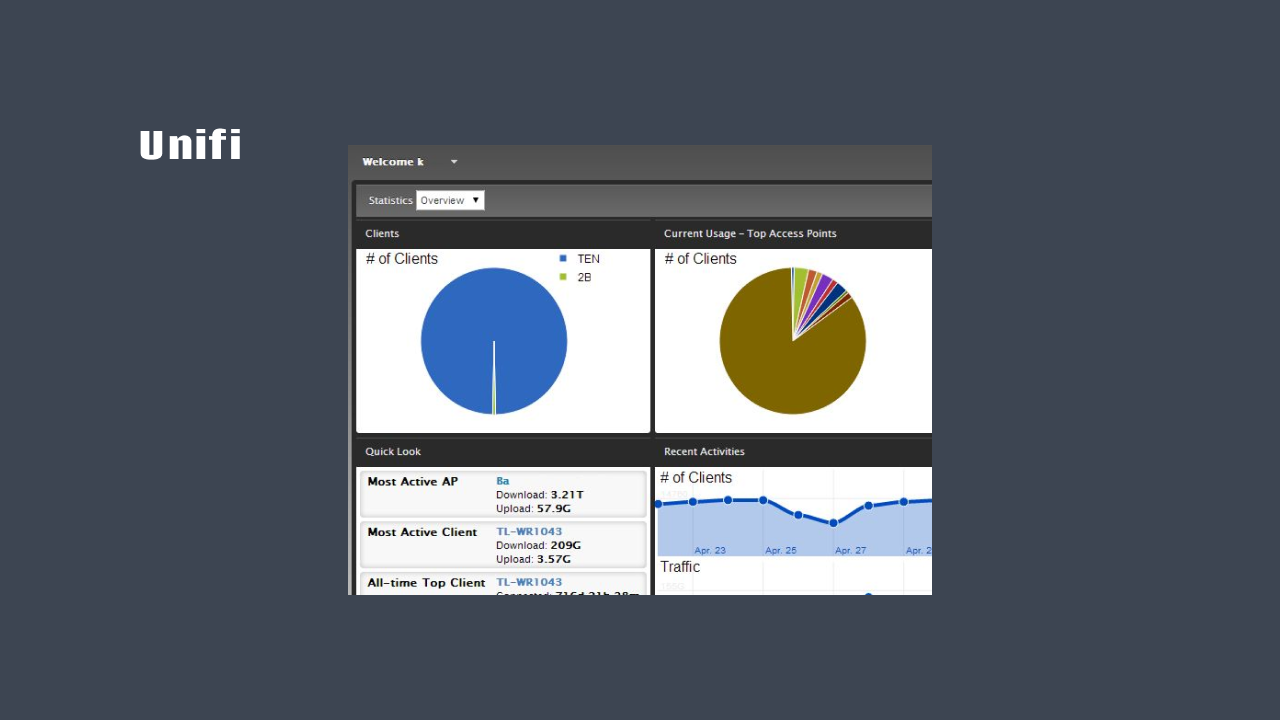 Unifi
Welcome k
Statistics Overview
Clients
# of Clients
TEN
2B
Current Usage – Top Access Points
# of Clients
Quick Look
Most Active AP Ba
Download: 3.21T
Upload: 57.9G
Most Active Client TL-WR1043
Download: 209G
Upload: 3.57G
All-time Top Client TL-WR1043
Recent Activities
# of Clients
Apr. 23 Apr. 25 Apr. 27 Apr. 2
Traffic